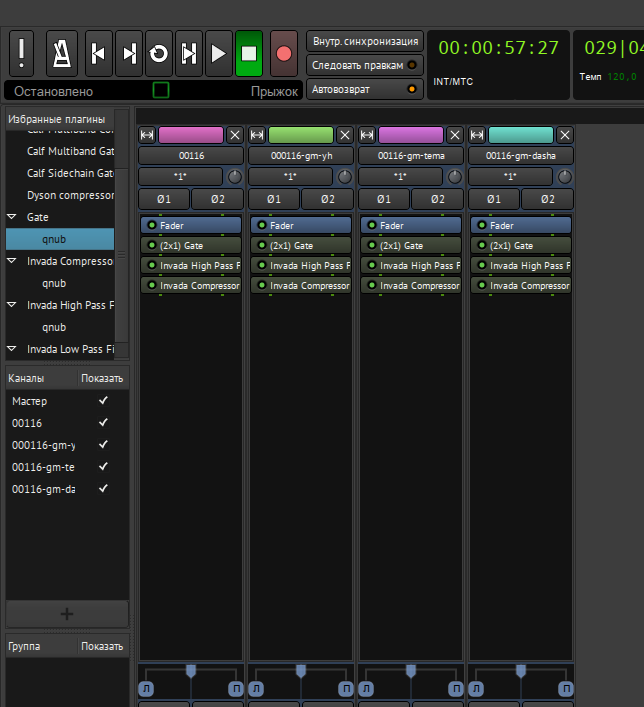 Внутр.синхронизация
Следовать правкам
Автовозврат
Остановлено
Прыжок
00:00:57:27
INT/MTC
029|04
Темп 120,0
Избранные плагины
Calf Multiband Gat
Calf Sidechain Gat
Dyson compressor
Gate
qnub
Invada Compresso
qnub
Invada High Pass F
qnub
Invada Low Pass Fi
Каналы Показать
Мастер
00116
000116-gm-y
00116-gm-te
00116-gm-da
+
Группа Показать
00116 000116-gm-yh 00116-gm-tema 00116-gm-dasha
*1* *1* *1* *1*
Ø1 Ø2 Ø1 Ø2 Ø1 Ø2 Ø1 Ø2
Fader Fader Fader Fader
(2x1) Gate (2x1) Gate (2x1) Gate (2x1) Gate
Invada High Pass F Invada High Pass F Invada High Pass F Invada High Pass F
Invada Compressor Invada Compressor Invada Compressor Invada Compressor
Л П Л П Л П Л П